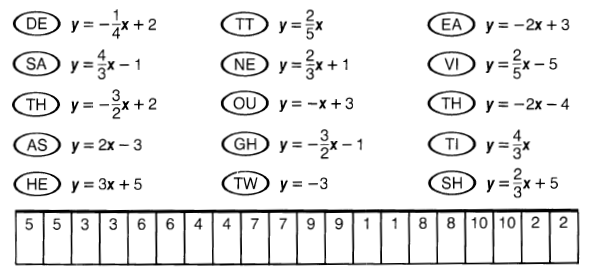 DE y = -1/4x + 2 TT y = 2/5x EA y = -2x + 3
SA y = 4/3x - 1 NE y = 2/3x + 1 VI y = 2/5x - 5
TH y = -3/2x + 2 OU y = -x + 3 TH y = -2x - 4
AS y = 2x - 3 GH y = -3/2x - 1 TI y = 4/3x
HE y = 3x + 5 TW y = -3 SH y = 2/3x + 5
5 5 3 3 6 6 4 4 7 7 9 9 1 1 8 8 10 10 2 2